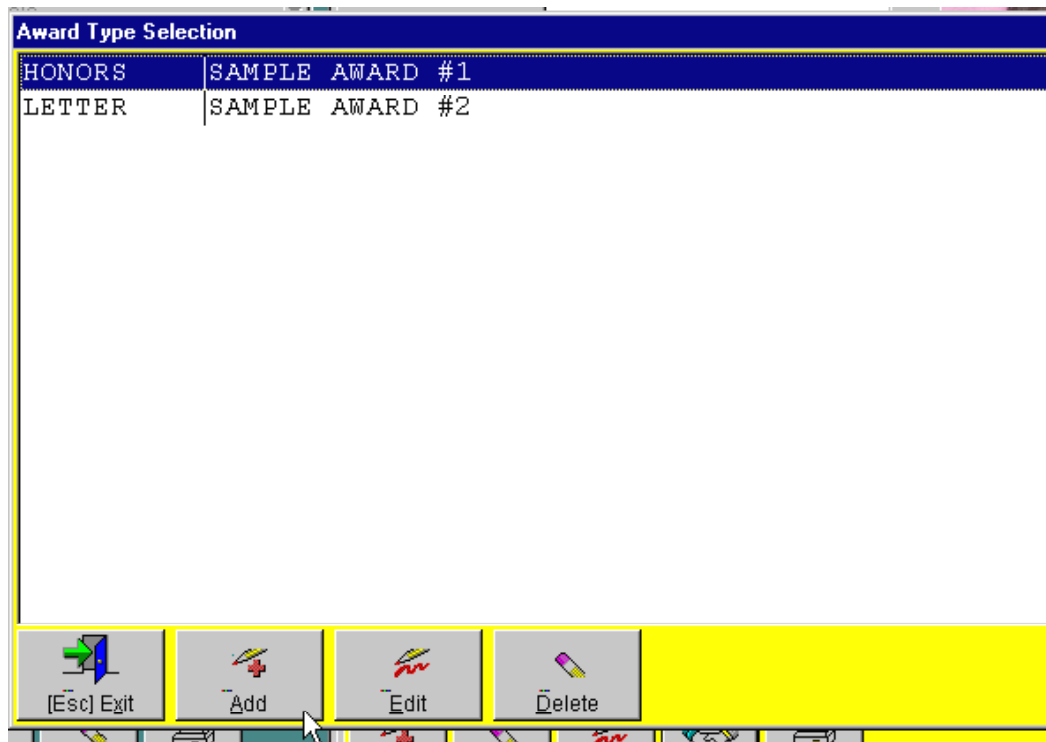 Award Type Selection
HONORS SAMPLE AWARD #1
LETTER SAMPLE AWARD #2
[Esc] Exit Add Edit Delete